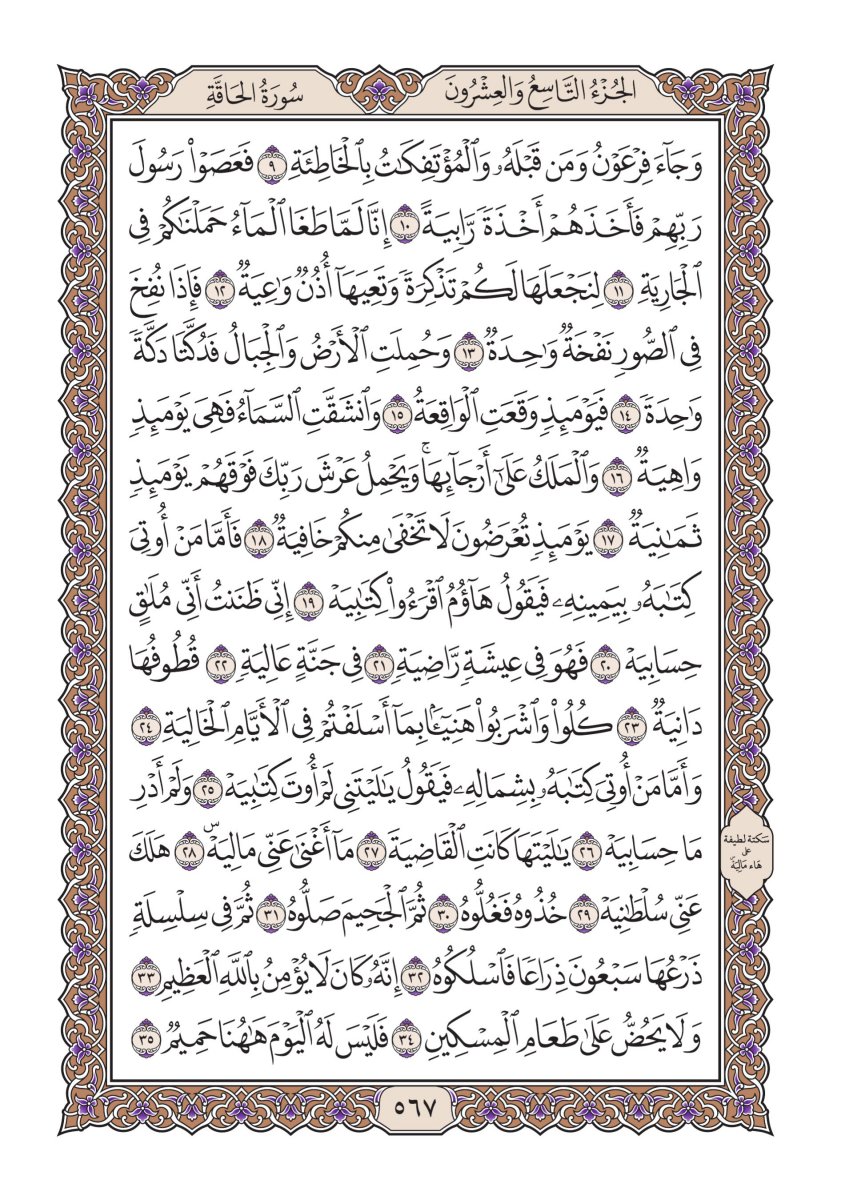 الجُزْءُ التَّاسِعُ وَالعِشْرُونَ
سُورَةُ الحَاقَّةِ
وَجَآءَ فِرْعَوْنُ وَمَن قَبْلَهُۥ وَٱلْمُؤْتَفِكَٰتُ بِٱلْخَاطِئَةِ ٩ فَعَصَوْا۟ رَسُولَ
رَبِّهِمْ فَأَخَذَهُمْ أَخْذَةً رَّابِيَةً ١٠ إِنَّا لَمَّا طَغَا ٱلْمَآءُ حَمَلْنَٰكُمْ فِى
ٱلْجَارِيَةِ ١١ لِنَجْعَلَهَا لَكُمْ تَذْكِرَةً وَتَعِيَهَآ أُذُنٌ وَٰعِيَةٌ ١٢ فَإِذَا نُفِخَ
فِى ٱلصُّورِ نَفْخَةٌ وَٰحِدَةٌ ١٣ وَحُمِلَتِ ٱلْأَرْضُ وَٱلْجِبَالُ فَدُكَّتَا دَكَّةً
وَٰحِدَةً ١٤ فَيَوْمَئِذٍ وَقَعَتِ ٱلْوَاقِعَةُ ١٥ وَٱنشَقَّتِ ٱلسَّمَآءُ فَهِىَ يَوْمَئِذٍ
وَاهِيَةٌ ١٦ وَٱلْمَلَكُ عَلَىٰٓ أَرْجَآئِهَا ۚ وَيَحْمِلُ عَرْشَ رَبِّكَ فَوْقَهُمْ يَوْمَئِذٍ
ثَمَٰنِيَةٌ ١٧ يَوْمَئِذٍ تُعْرَضُونَ لَا تَخْفَىٰ مِنكُمْ خَافِيَةٌ ١٨ فَأَمَّا مَنْ أُوتِىَ
كِتَٰبَهُۥ بِيَمِينِهِۦ فَيَقُولُ هَآؤُمُ ٱقْرَءُوا۟ كِتَٰبِيَهْ ١٩ إِنِّى ظَنَنتُ أَنِّى مُلَٰقٍ
حِسَابِيَهْ ٢٠ فَهُوَ فِى عِيشَةٍ رَّاضِيَةٍ ٢١ فِى جَنَّةٍ عَالِيَةٍ ٢٢ قُطُوفُهَا
دَانِيَةٌ ٢٣ كُلُوا۟ وَٱشْرَبُوا۟ هَنِيٓـًٔۢا بِمَآ أَسْلَفْتُمْ فِى ٱلْأَيَّامِ ٱلْخَالِيَةِ ٢٤
وَأَمَّا مَنْ أُوتِىَ كِتَٰبَهُۥ بِشِمَالِهِۦ فَيَقُولُ يَٰلَيْتَنِى لَمْ أُوتَ كِتَٰبِيَهْ ٢٥ وَلَمْ أَدْرِ
مَا حِسَابِيَهْ ٢٦ يَٰلَيْتَهَا كَانَتِ ٱلْقَاضِيَةَ ٢٧ مَآ أَغْنَىٰ عَنِّى مَالِيَهْ ۜ ٢٨ هَلَكَ
سَكتة لطيفة
على
هَاء مَالِيَهْ
عَنِّى سُلْطَٰنِيَهْ ٢٩ خُذُوهُ فَغُلُّوهُ ٣٠ ثُمَّ ٱلْجَحِيمَ صَلُّوهُ ٣١ ثُمَّ فِى سِلْسِلَةٍ
ذَرْعُهَا سَبْعُونَ ذِرَاعًا فَٱسْلُكُوهُ ٣٢ إِنَّهُۥ كَانَ لَا يُؤْمِنُ بِٱللَّهِ ٱلْعَظِيمِ ٣٣
وَلَا يَحُضُّ عَلَىٰ طَعَامِ ٱلْمِسْكِينِ ٣٤ فَلَيْسَ لَهُ ٱلْيَوْمَ هَٰهُنَا حَمِيمٌ ٣٥
٥٦٧